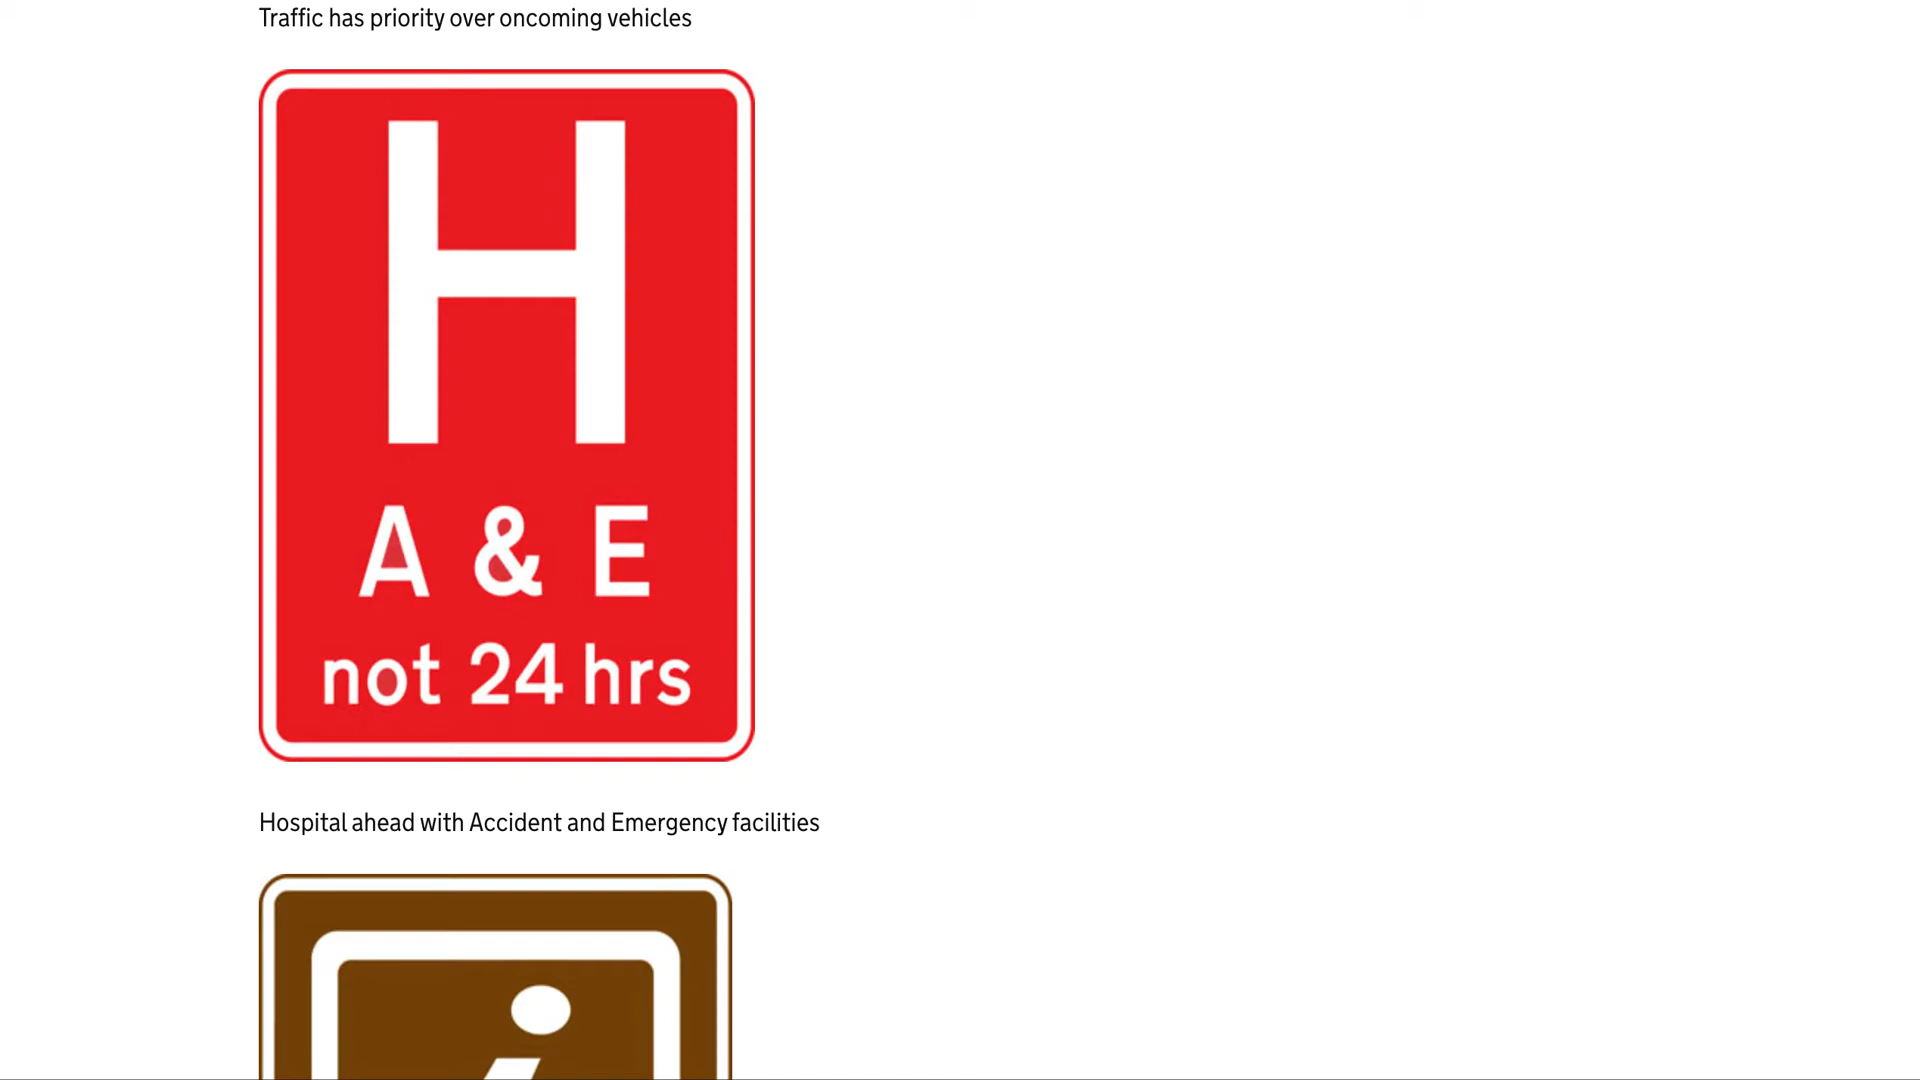 Traffic has priority over oncoming vehicles
H
A & E
not 24 hrs
Hospital ahead with Accident and Emergency facilities
i